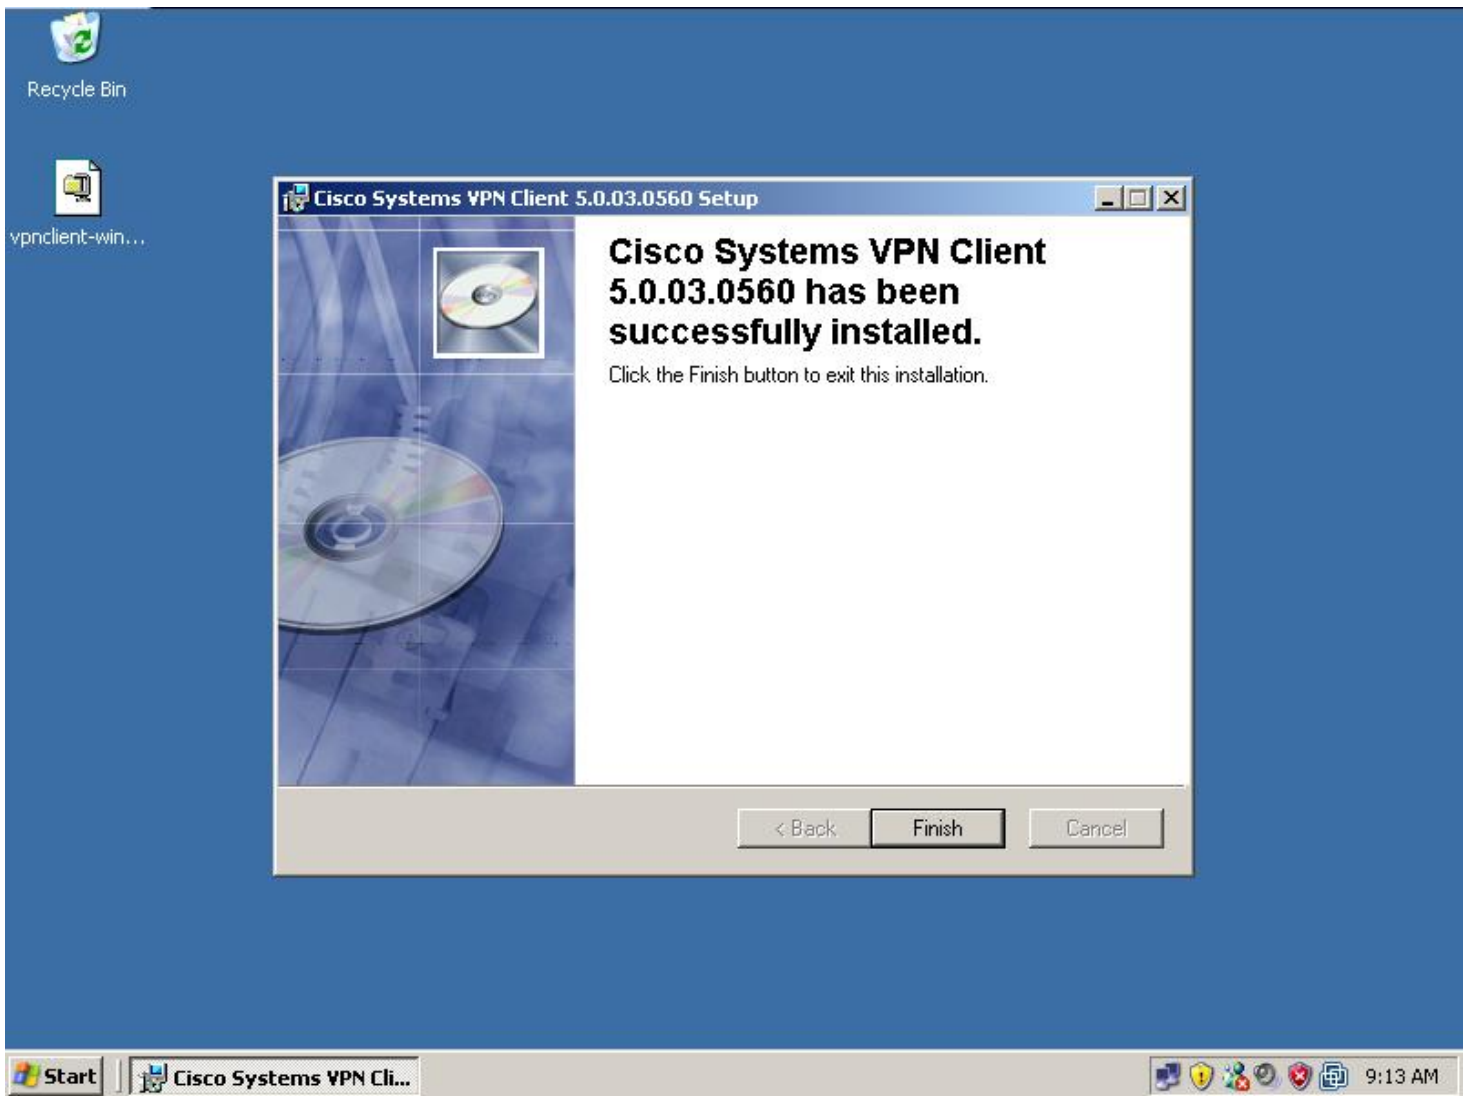 Recycle Bin
vpnclient-win...
Cisco Systems VPN Client 5.0.03.0560 Setup
Cisco Systems VPN Client
5.0.03.0560 has been
successfully installed.
Click the Finish button to exit this installation.
< Back
Finish
Cancel
Start
Cisco Systems VPN Cli...
9:13 AM